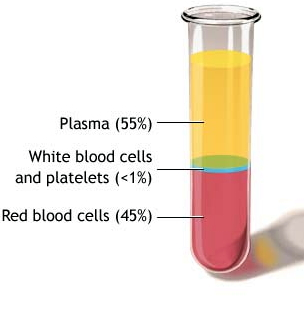 Plasma (55%)
White blood cells
and platelets (<1%)
Red blood cells (45%)